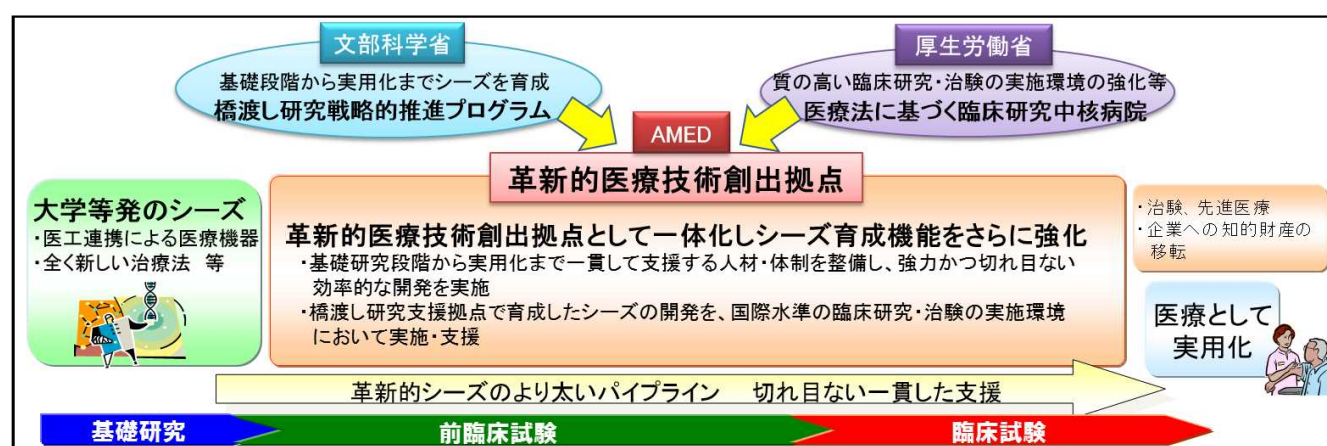 文部科学省
基礎段階から実用化までシーズを育成
橋渡し研究戦略的推進プログラム
厚生労働省
質の高い臨床研究・治験の実施環境の強化等
医療法に基づく臨床研究中核病院
AMED
革新的医療技術創出拠点
大学等発のシーズ
・医工連携による医療機器
・全く新しい治療法 等
革新的医療技術創出拠点として一体化しシーズ育成機能をさらに強化
・基礎研究段階から実用化まで一貫して支援する人材・体制を整備し、強力かつ切れ目ない
効率的な開発を実施
・橋渡し研究支援拠点で育成したシーズの開発を、国際水準の臨床研究・治験の実施環境
において実施・支援
・治験、先進医療
・企業への知的財産の
移転
医療として
実用化
革新的シーズのより太いパイプライン 切れ目ない一貫した支援
基礎研究
前臨床試験
臨床試験